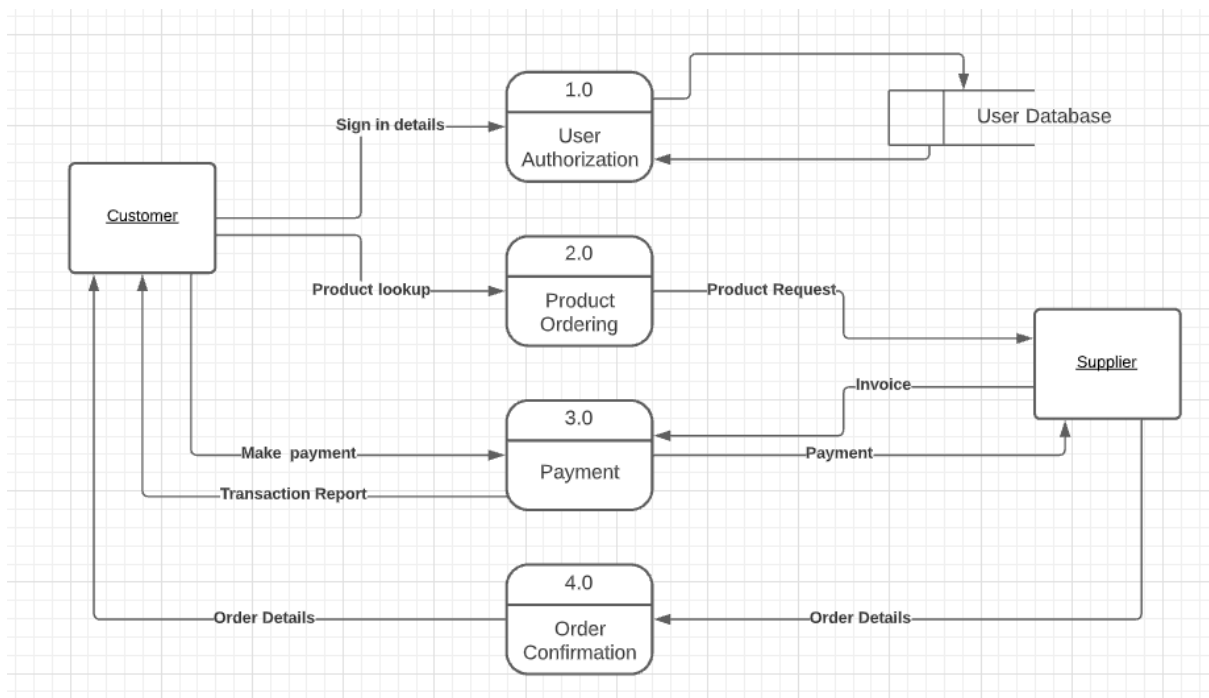 1.0
User
Authorization
User Database
Sign in details
Customer
2.0
Product
Ordering
Product lookup
Product Request
Supplier
Invoice
3.0
Payment
Make payment
Payment
Transaction Report
4.0
Order
Confirmation
Order Details
Order Details